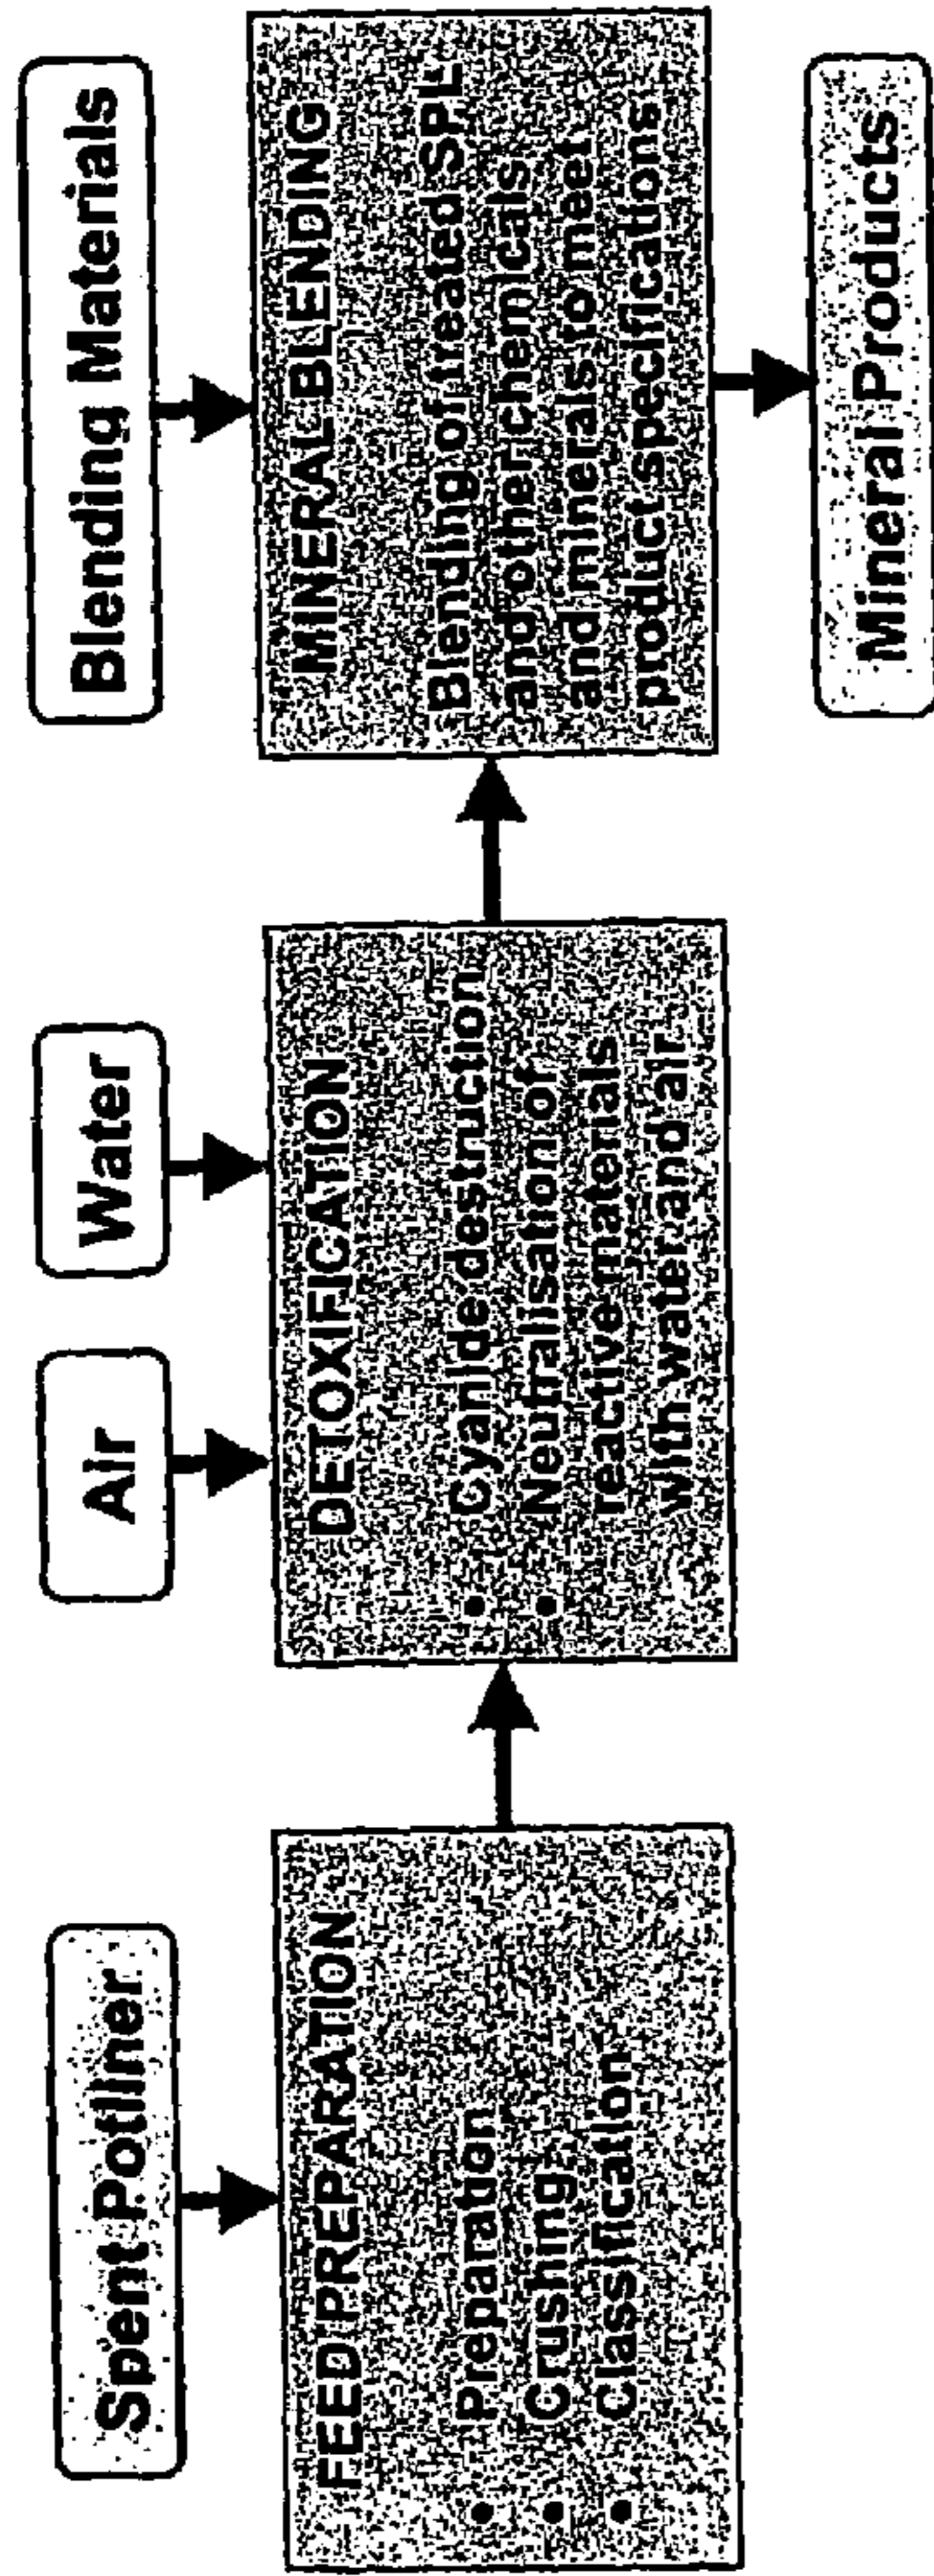 Spent Potliner
FEED PREPARATION
• Preparation
• Crushing
• Classification
Air
Water
DETOXIFICATION
• Cyanide destruction
• Neutralisation of
reactive materials
with water and air
Blending Materials
MINERAL BLENDING
Blending of treated SPL
and other chemicals
and minerals to meet
product specifications
Mineral Products